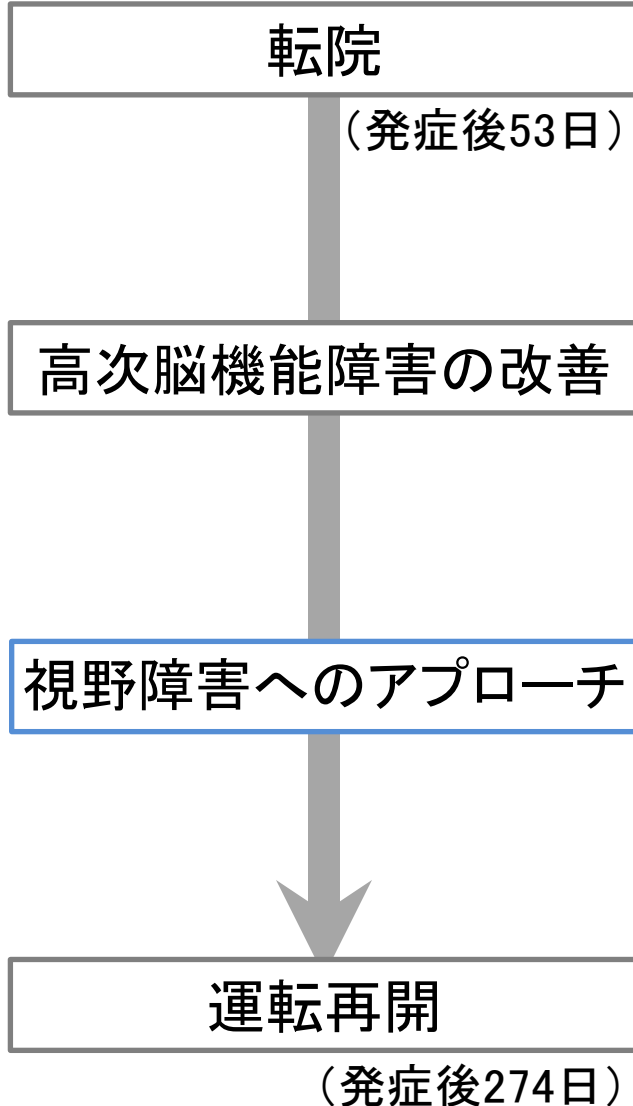 転院
（発症後53日）
高次脳機能障害の改善
視野障害へのアプローチ
運転再開
（発症後274日）